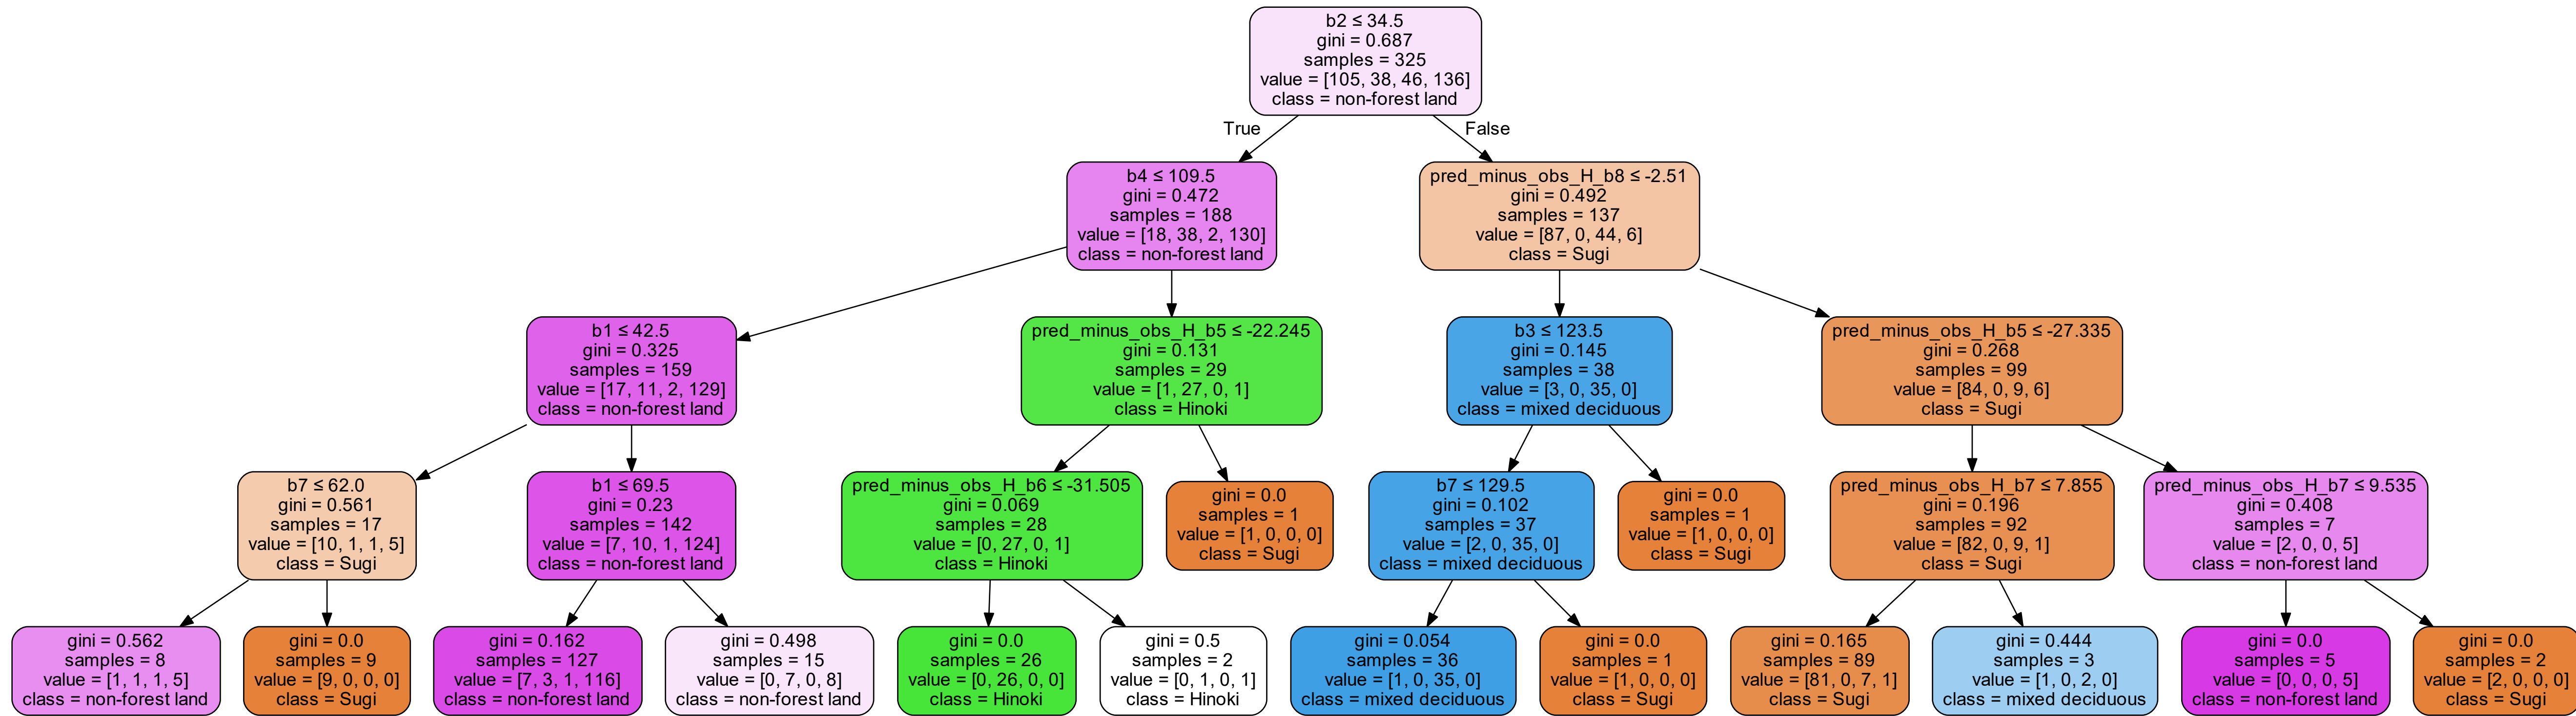 b2 ≤ 34.5
gini = 0.687
samples = 325
value = [105, 38, 46, 136]
class = non-forest land
True
False
b4 ≤ 109.5
gini = 0.472
samples = 188
value = [18, 38, 2, 130]
class = non-forest land
pred_minus_obs_H_b8 ≤ -2.51
gini = 0.492
samples = 137
value = [87, 0, 44, 6]
class = Sugi
b1 ≤ 42.5
gini = 0.325
samples = 159
value = [17, 11, 2, 129]
class = non-forest land
pred_minus_obs_H_b5 ≤ -22.245
gini = 0.131
samples = 29
value = [1, 27, 0, 1]
class = Hinoki
b3 ≤ 123.5
gini = 0.145
samples = 38
value = [3, 0, 35, 0]
class = mixed deciduous
pred_minus_obs_H_b5 ≤ -27.335
gini = 0.268
samples = 99
value = [84, 0, 9, 6]
class = Sugi
b7 ≤ 62.0
gini = 0.561
samples = 17
value = [10, 1, 1, 5]
class = Sugi
b1 ≤ 69.5
gini = 0.23
samples = 142
value = [7, 10, 1, 124]
class = non-forest land
pred_minus_obs_H_b6 ≤ -31.505
gini = 0.069
samples = 28
value = [0, 27, 0, 1]
class = Hinoki
gini = 0.0
samples = 1
value = [1, 0, 0, 0]
class = Sugi
b7 ≤ 129.5
gini = 0.102
samples = 37
value = [2, 0, 35, 0]
class = mixed deciduous
gini = 0.0
samples = 1
value = [1, 0, 0, 0]
class = Sugi
pred_minus_obs_H_b7 ≤ 7.855
gini = 0.196
samples = 92
value = [82, 0, 9, 1]
class = Sugi
pred_minus_obs_H_b7 ≤ 9.535
gini = 0.408
samples = 7
value = [2, 0, 0, 5]
class = non-forest land
gini = 0.562
samples = 8
value = [1, 1, 1, 5]
class = non-forest land
gini = 0.0
samples = 9
value = [9, 0, 0, 0]
class = Sugi
gini = 0.162
samples = 127
value = [7, 3, 1, 116]
class = non-forest land
gini = 0.498
samples = 15
value = [0, 7, 0, 8]
class = non-forest land
gini = 0.0
samples = 26
value = [0, 26, 0, 0]
class = Hinoki
gini = 0.5
samples = 2
value = [0, 1, 0, 1]
class = Hinoki
gini = 0.054
samples = 36
value = [1, 0, 35, 0]
class = mixed deciduous
gini = 0.0
samples = 1
value = [1, 0, 0, 0]
class = Sugi
gini = 0.165
samples = 89
value = [81, 0, 7, 1]
class = Sugi
gini = 0.444
samples = 3
value = [1, 0, 2, 0]
class = mixed deciduous
gini = 0.0
samples = 5
value = [0, 0, 0, 5]
class = non-forest land
gini = 0.0
samples = 2
value = [2, 0, 0, 0]
class = Sugi